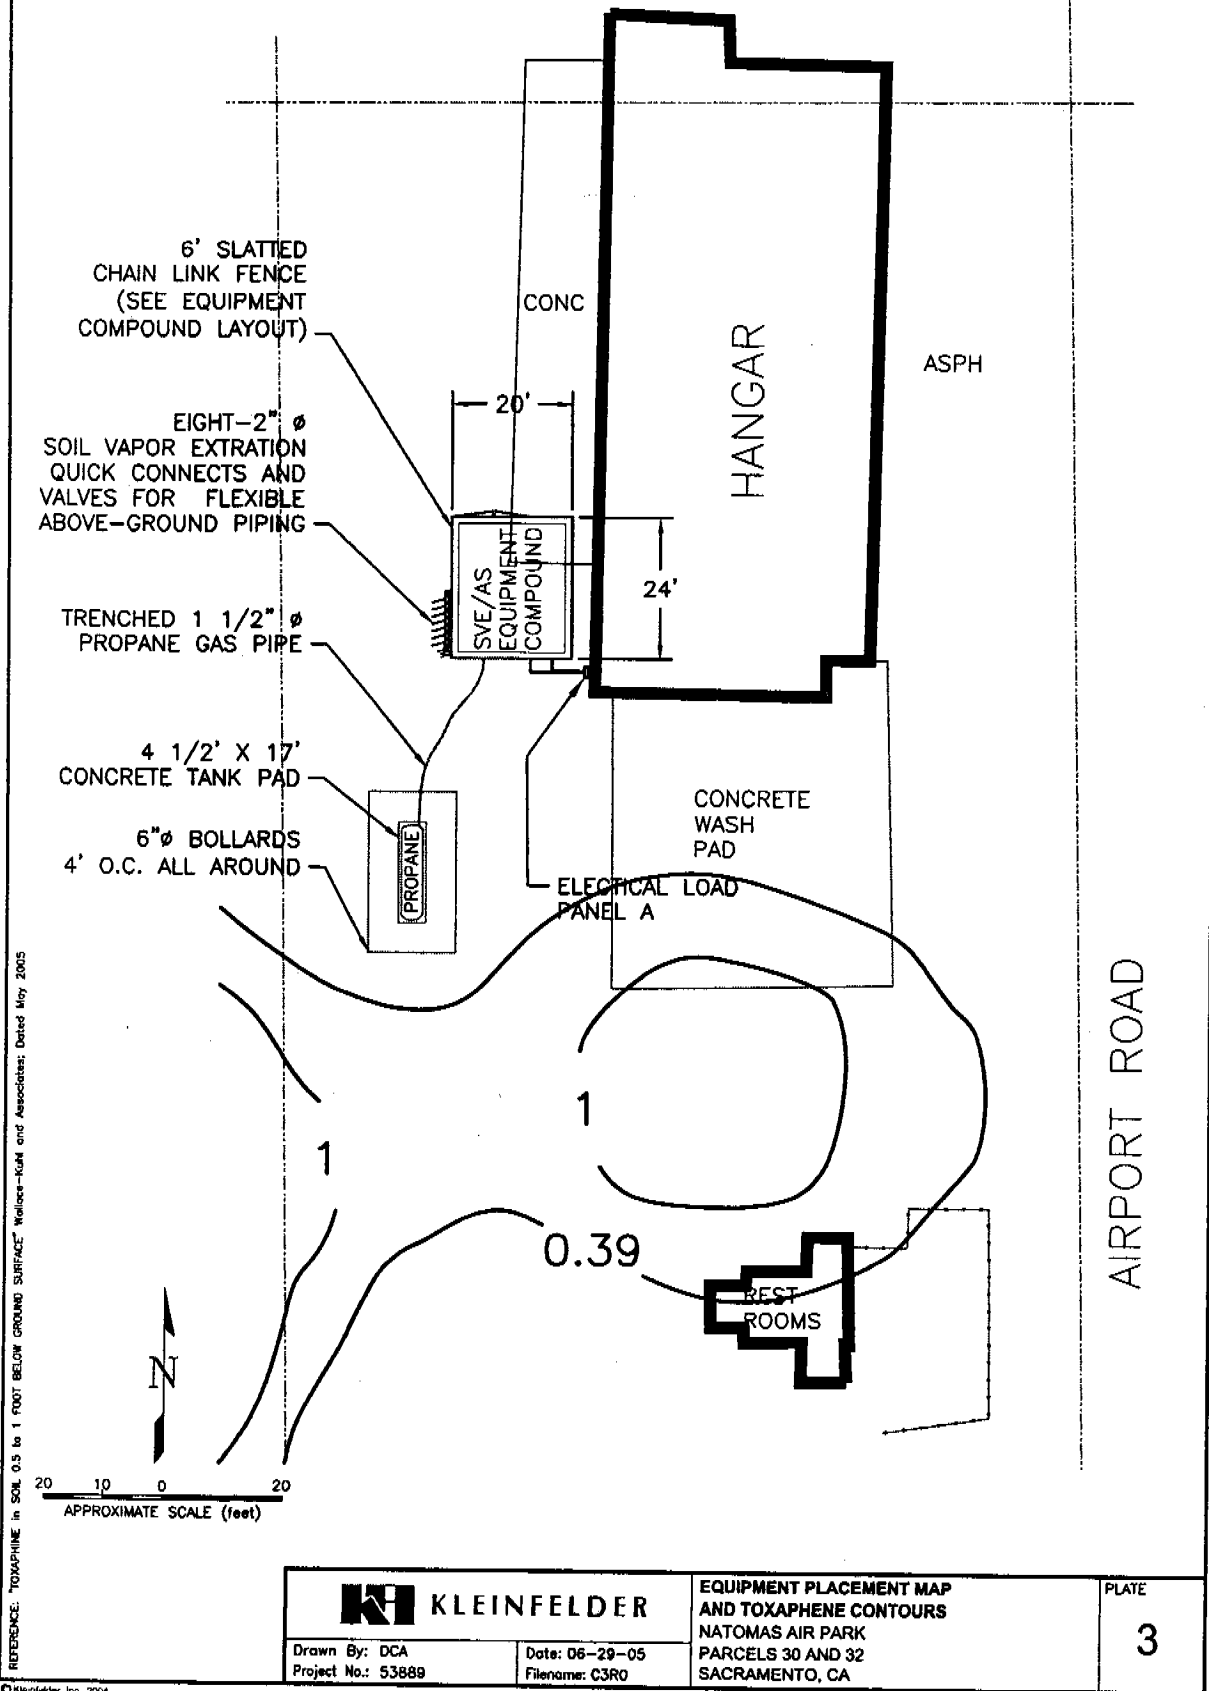 6' SLATTED
CHAIN LINK FENCE
(SEE EQUIPMENT
COMPOUND LAYOUT)
CONC
HANGAR
ASPH
20'
EIGHT-2" ø
SOIL VAPOR EXTRATION
QUICK CONNECTS AND
VALVES FOR FLEXIBLE
ABOVE-GROUND PIPING
SVE/AS
EQUIPMENT
COMPOUND
24'
TRENCHED 1 1/2" ø
PROPANE GAS PIPE
4 1/2' X 17'
CONCRETE TANK PAD
6"ø BOLLARDS
4' O.C. ALL AROUND
PROPANE
CONCRETE
WASH
PAD
ELECTICAL LOAD
PANEL A
AIRPORT ROAD
1
1
0.39
REST
ROOMS
N
20 10 0 20
APPROXIMATE SCALE (feet)
REFERENCE: "TOXAPHINE in SOIL 0.5 to 1 FOOT BELOW GROUND SURFACE" Wallace-Kuhl and Associates; Dated May 2005
KLEINFELDER
Drawn By: DCA
Project No.: 53889
Date: 06-29-05
Filename: C3R0
EQUIPMENT PLACEMENT MAP
AND TOXAPHENE CONTOURS
NATOMAS AIR PARK
PARCELS 30 AND 32
SACRAMENTO, CA
PLATE
3